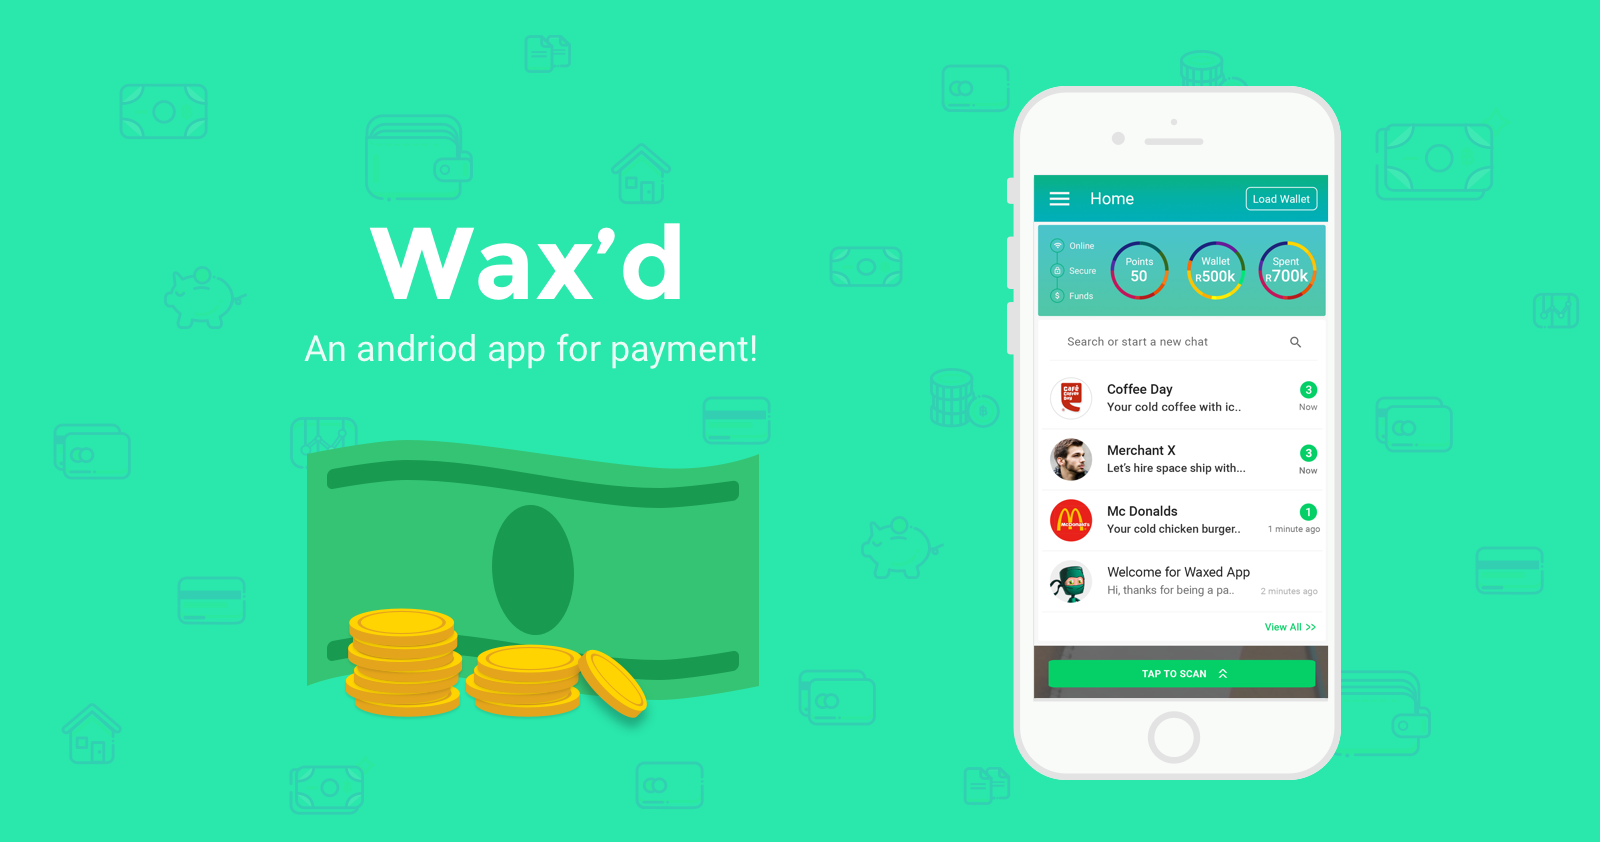 Wax’d
An andriod app for payment!
Home
Load Wallet
Online
Secure
Funds
Points
50
Wallet
R500k
Spent
R700k
Search or start a new chat
Coffee Day
3
Your cold coffee with ic..
Now
Merchant X
3
Let’s hire space ship with...
Now
McDonald's
Mc Donalds
1
Your cold chicken burger..
1 minute ago
Welcome for Waxed App
Hi, thanks for being a pa..
2 minutes ago
View All >>
TAP TO SCAN